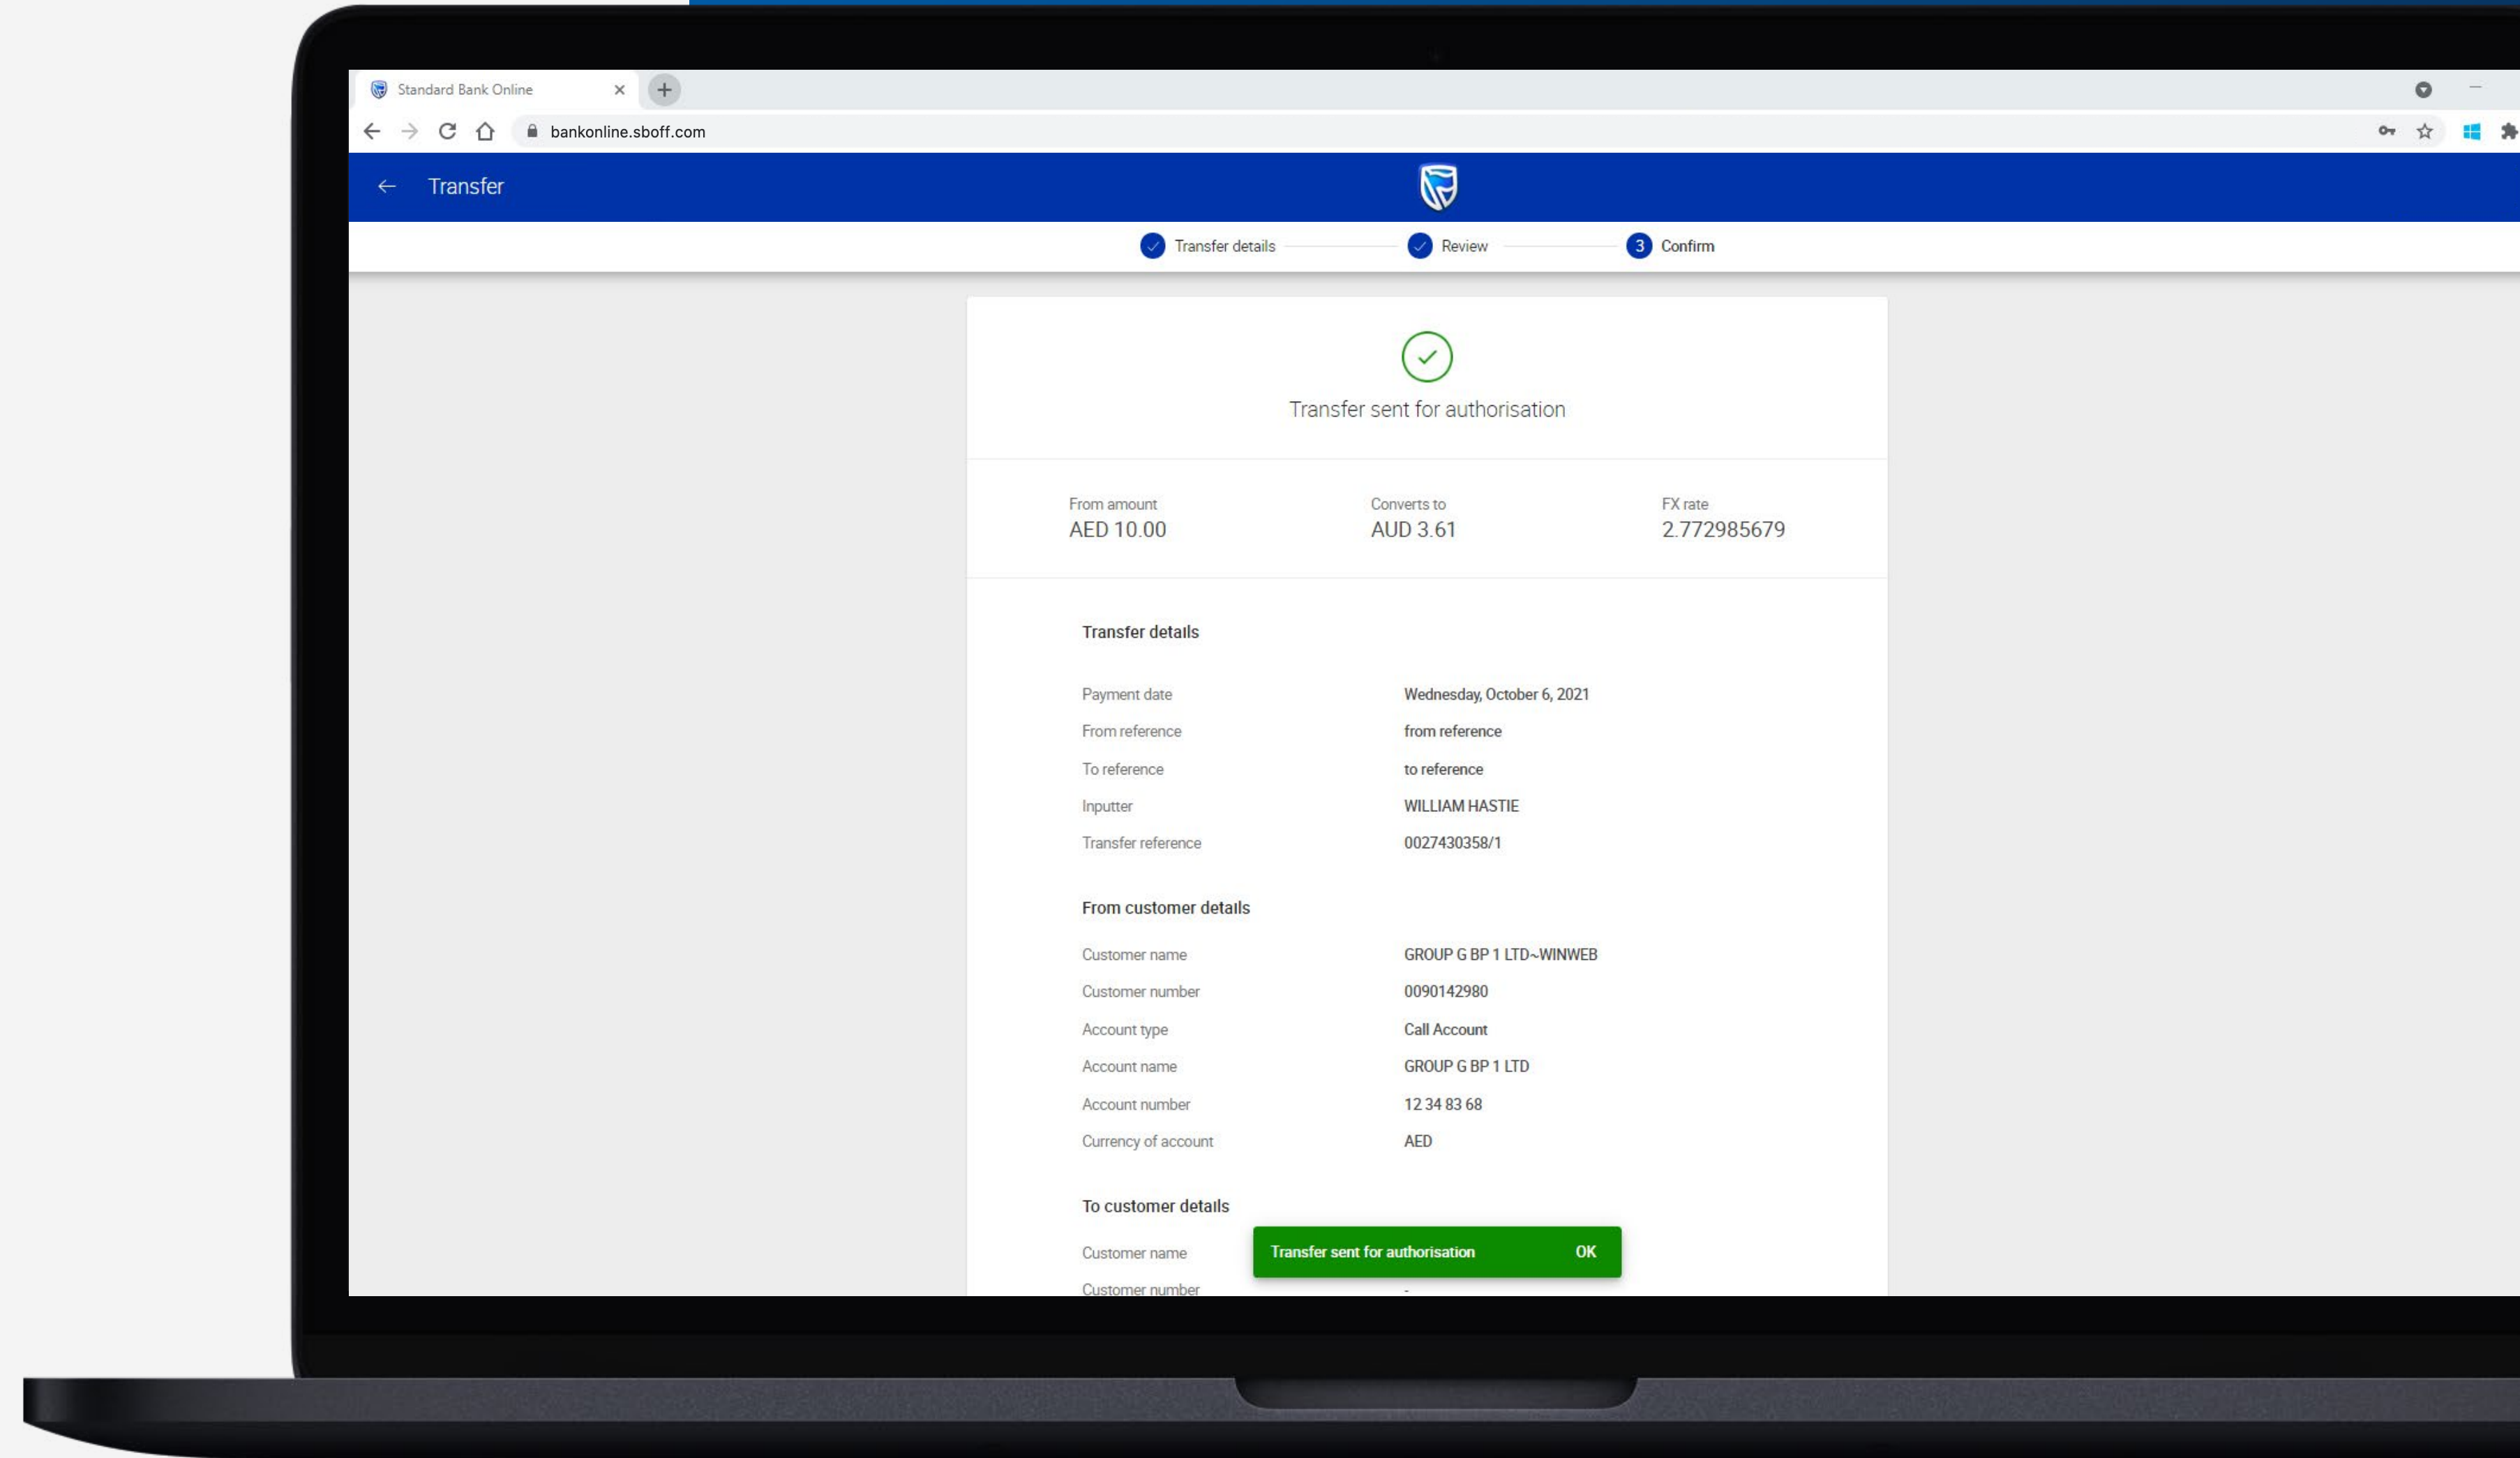 Standard Bank Online
bankonline.sboff.com
Transfer
Transfer details Review 3 Confirm
Transfer sent for authorisation
From amount Converts to FX rate
AED 10.00 AUD 3.61 2.772985679
Transfer details
Payment date Wednesday, October 6, 2021
From reference from reference
To reference to reference
Inputter WILLIAM HASTIE
Transfer reference 0027430358/1
From customer details
Customer name GROUP G BP 1 LTD~WINWEB
Customer number 0090142980
Account type Call Account
Account name GROUP G BP 1 LTD
Account number 12 34 83 68
Currency of account AED
To customer details
Customer name
Transfer sent for authorisation OK
Customer number -